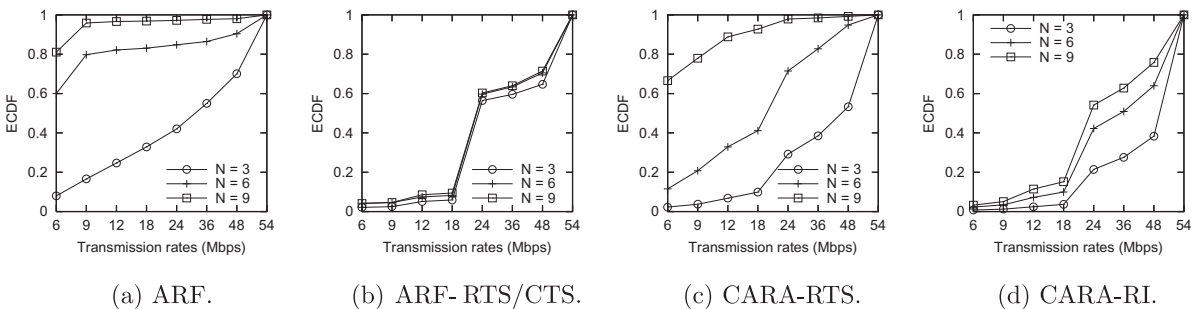 1
0.8
0.6
0.4
0.2
0
ECDF
6 9 12 18 24 36 48 54
Transmission rates (Mbps)
N = 3
N = 6
N = 9
(a) ARF.
1
0.8
0.6
0.4
0.2
0
ECDF
6 9 12 18 24 36 48 54
Transmission rates (Mbps)
N = 3
N = 6
N = 9
(b) ARF-RTS/CTS.
1
0.8
0.6
0.4
0.2
0
ECDF
6 9 12 18 24 36 48 54
Transmission rates (Mbps)
N = 3
N = 6
N = 9
(c) CARA-RTS.
1
0.8
0.6
0.4
0.2
0
ECDF
6 9 12 18 24 36 48 54
Transmission rates (Mbps)
N = 3
N = 6
N = 9
(d) CARA-RI.